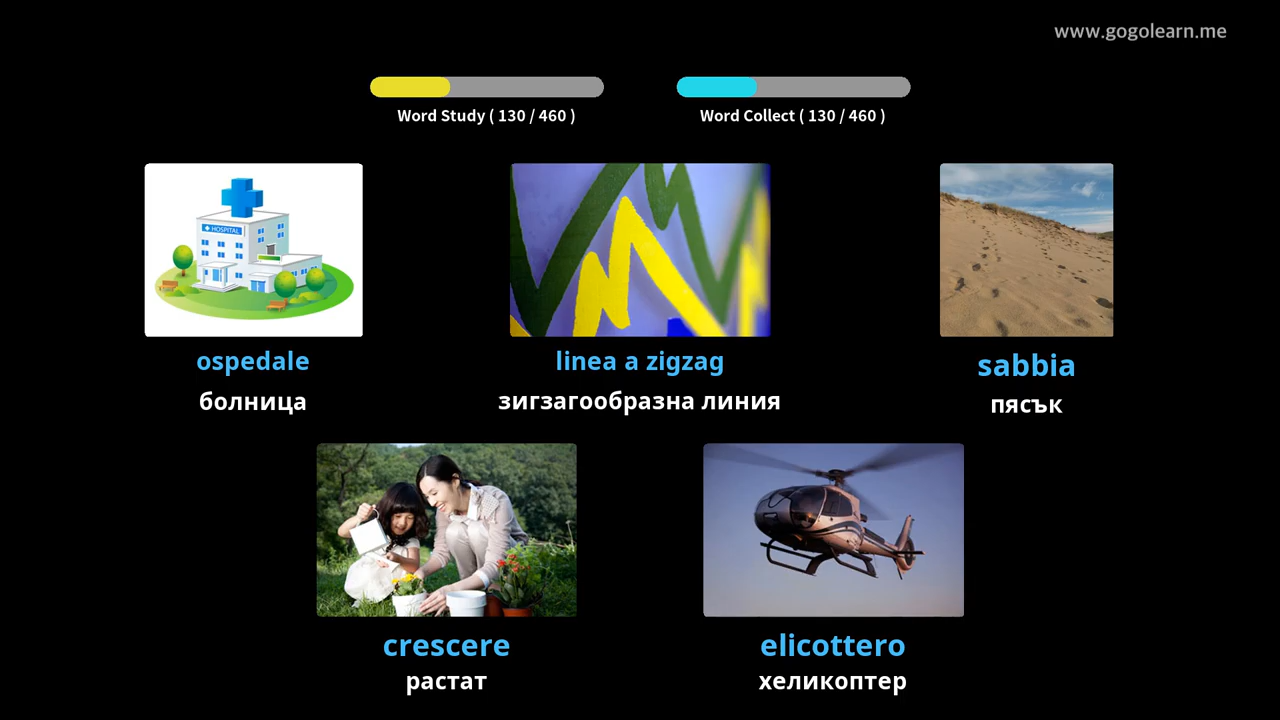 www.gogolearn.me
Word Study ( 130 / 460 )
Word Collect ( 130 / 460 )
HOSPITAL
ospedale
болница
linea a zigzag
зигзагообразна линия
sabbia
пясък
crescere
растат
elicottero
хеликоптер